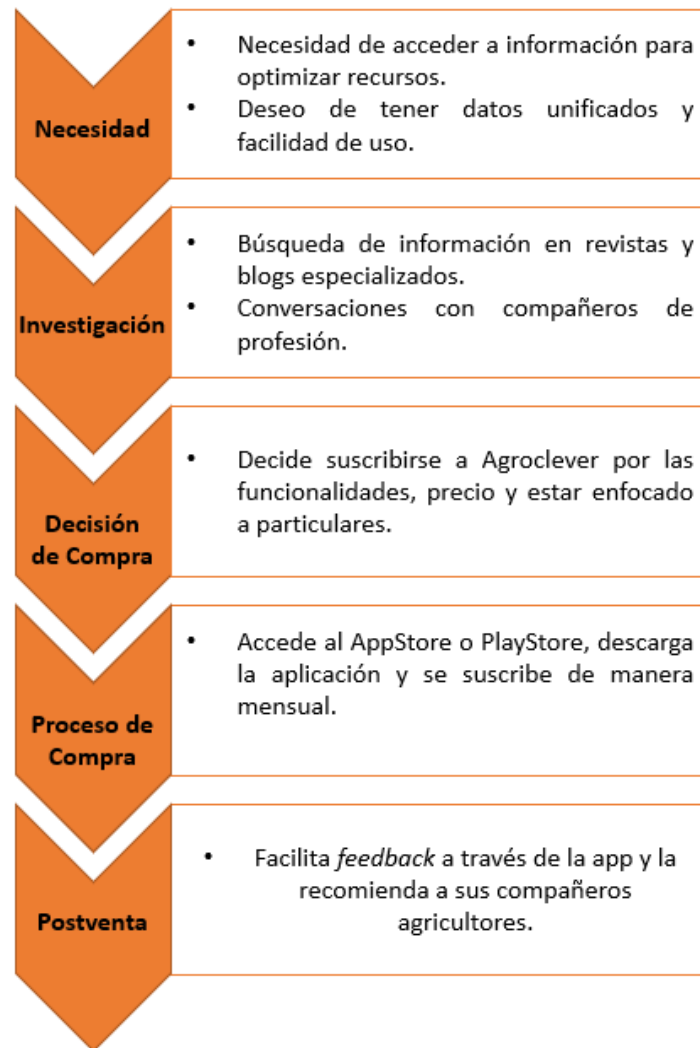 Necesidad
• Necesidad de acceder a información para
optimizar recursos.
• Deseo de tener datos unificados y
facilidad de uso.
Investigación
• Búsqueda de información en revistas y
blogs especializados.
• Conversaciones con compañeros de
profesión.
Decisión
de Compra
• Decide suscribirse a Agroclever por las
funcionalidades, precio y estar enfocado
a particulares.
Proceso de
Compra
• Accede al AppStore o PlayStore, descarga
la aplicación y se suscribe de manera
mensual.
Postventa
• Facilita feedback a través de la app y la
recomienda a sus compañeros
agricultores.